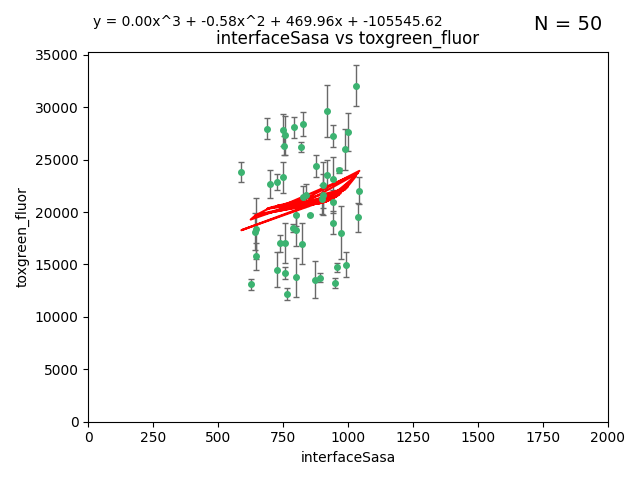 y = 0.00x^3 + -0.58x^2 + 469.96x + -105545.62
N = 50
interfaceSasa vs toxgreen_fluor
35000
30000
25000
20000
15000
10000
5000
0
toxgreen_fluor
0 250 500 750 1000 1250 1500 1750 2000
interfaceSasa